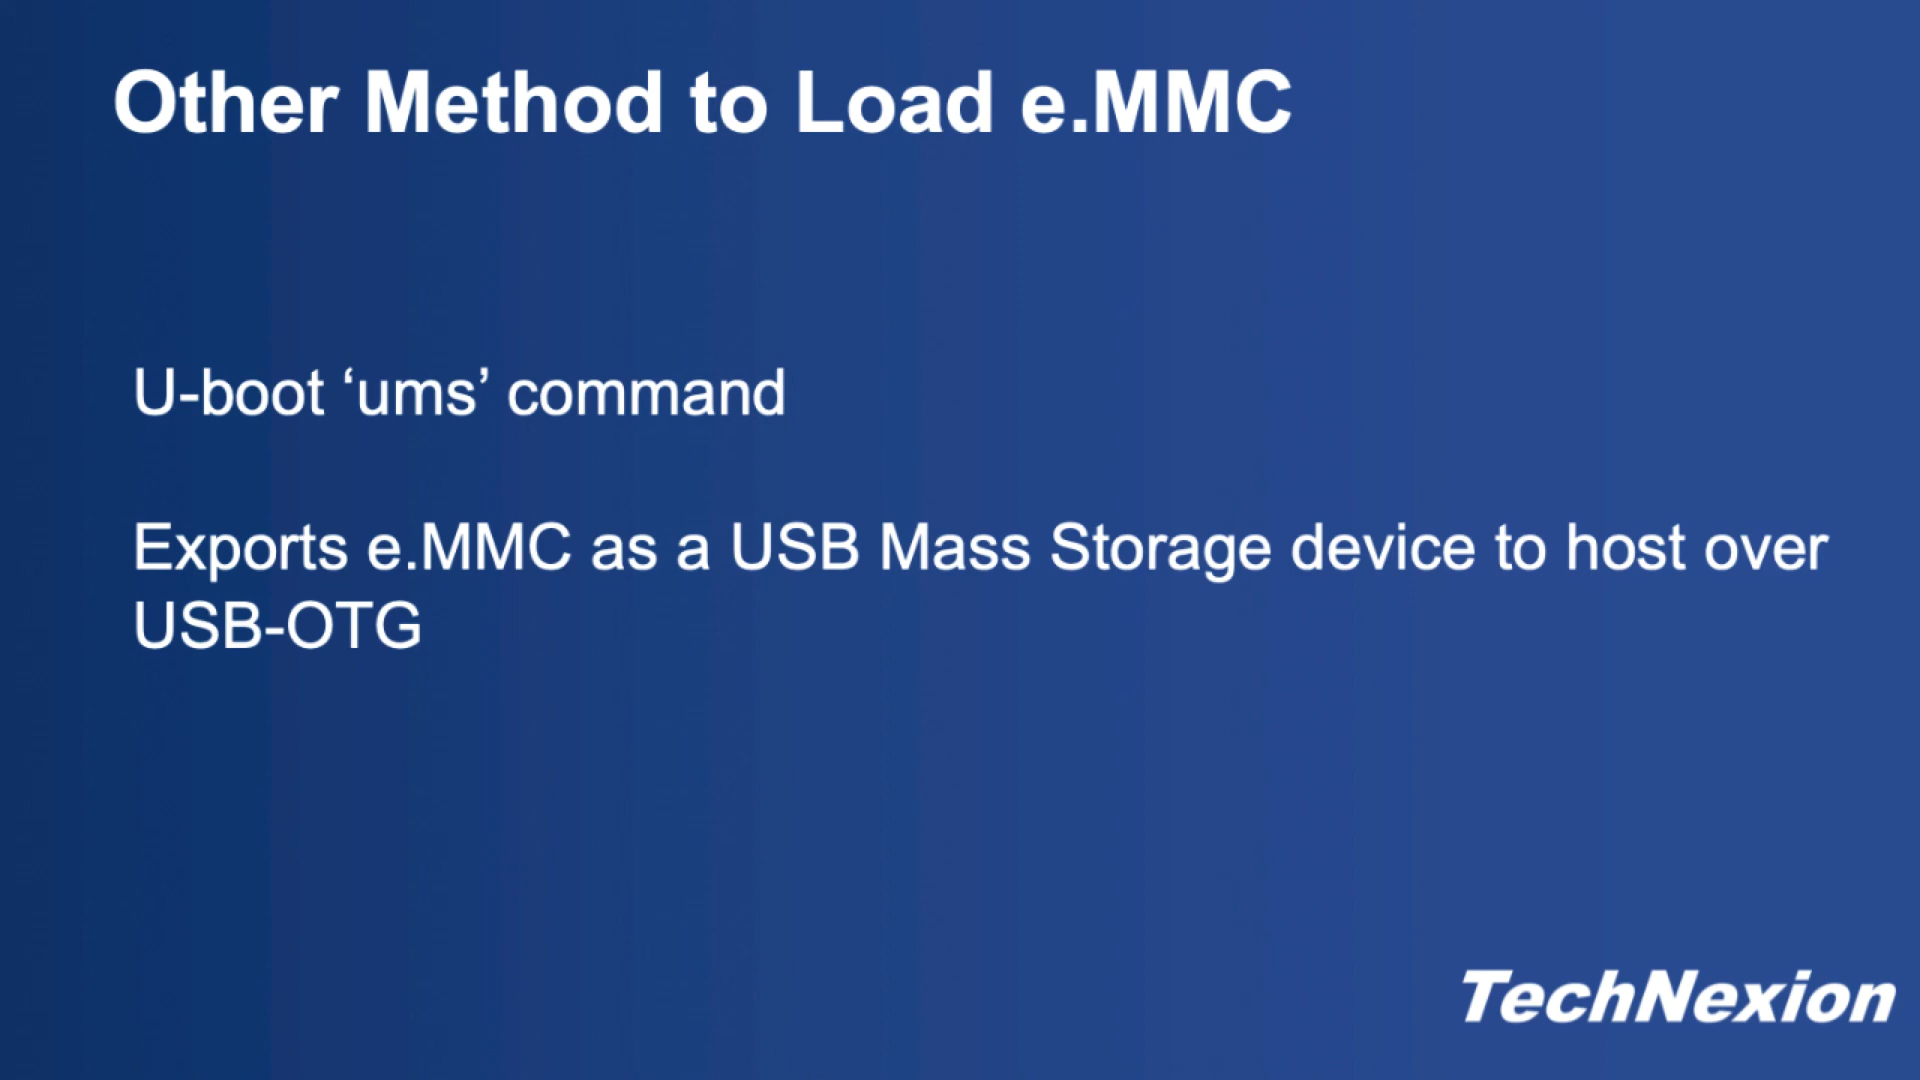 Other Method to Load e.MMC
U-boot ‘ums’ command
Exports e.MMC as a USB Mass Storage device to host over
USB-OTG
TechNexion